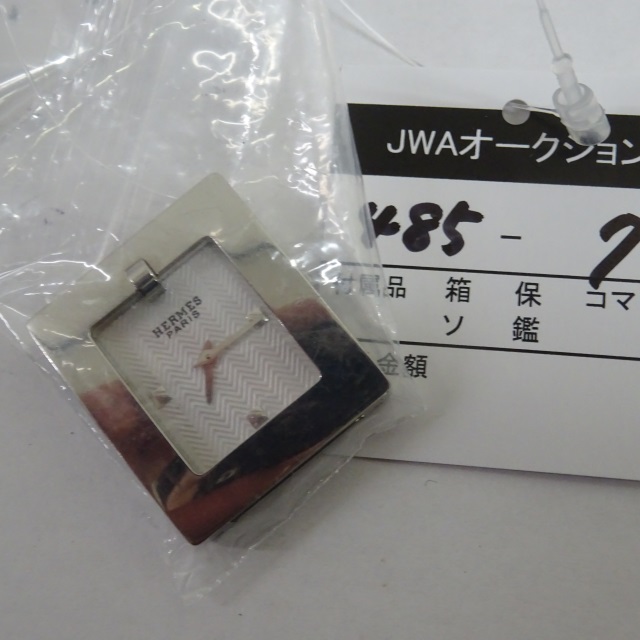 HERMES
PARIS
JWAオークション
485-7
付属品 箱 保 コマ
ソ 鑑
金額